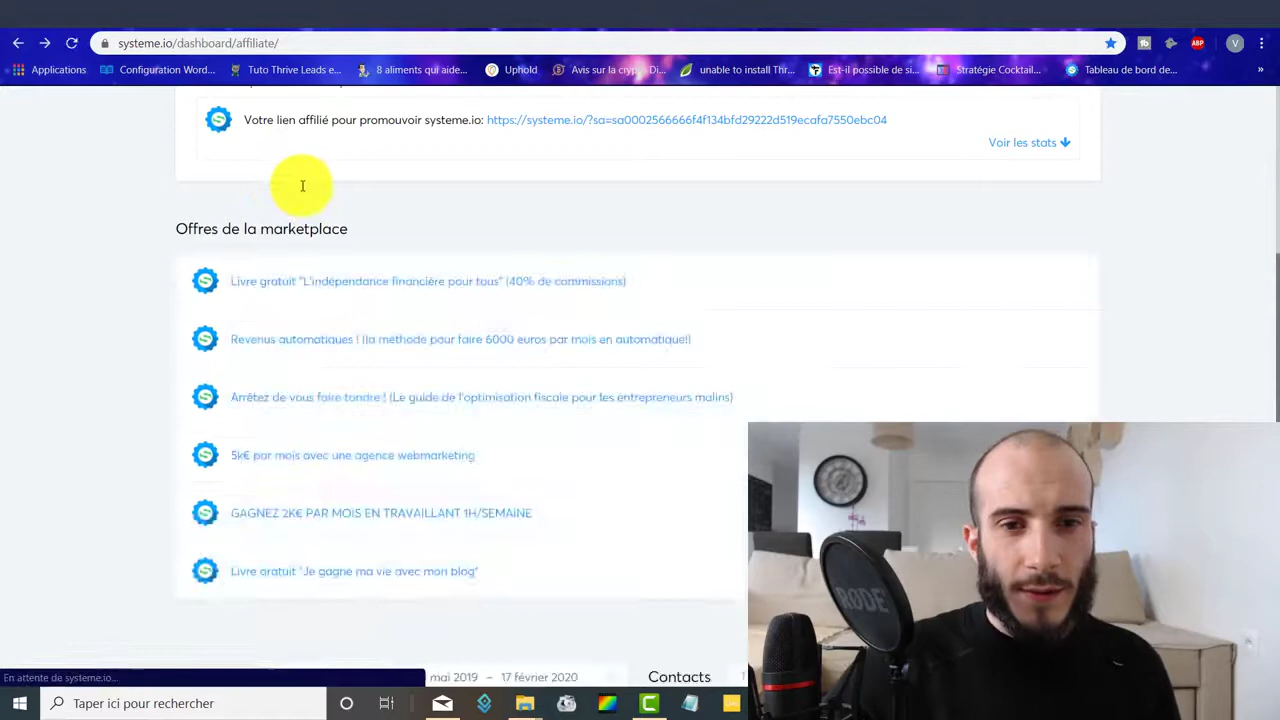 systeme.io/dashboard/affiliate/
Applications
Configuration Word...
Tuto Thrive Leads e...
8 aliments qui aide...
Uphold
Avis sur la crypto Di...
unable to install Thr...
Est-il possible de si...
Stratégie Cocktail...
Tableau de bord de...
»
Votre lien affilié pour promouvoir systeme.io: https://systeme.io/?sa=sa0002566666f4f134bfd29222d519ecafa7550ebc04
Voir les stats
Offres de la marketplace
Livre gratuit "L'indépendance financière pour tous" (40% de commissions)
Revenus automatiques ! (la méthode pour faire 6000 euros par mois en automatique!)
Arrêtez de vous faire tondre ! (Le guide de l'optimisation fiscale pour les entrepreneurs malins)
5k€ par mois avec une agence webmarketing
GAGNEZ 2K€ PAR MOIS EN TRAVAILLANT 1H/SEMAINE
Livre gratuit "Je gagne ma vie avec mon blog"
En attente de systeme.io...
mai 2019 – 17 février 2020
Contacts
RØDE
Taper ici pour rechercher